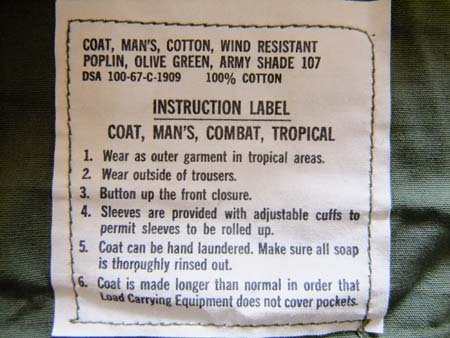 COAT, MAN'S, COTTON, WIND RESISTANT
POPLIN, OLIVE GREEN, ARMY SHADE 107
DSA 100-67-C-1909 100% COTTON
INSTRUCTION LABEL
COAT, MAN'S, COMBAT, TROPICAL
1. Wear as outer garment in tropical areas.
2. Wear outside of trousers.
3. Button up the front closure.
4. Sleeves are provided with adjustable cuffs to
permit sleeves to be rolled up.
5. Coat can be hand laundered. Make sure all soap
is thoroughly rinsed out.
6. Coat is made longer than normal in order that
Load Carrying Equipment does not cover pockets.